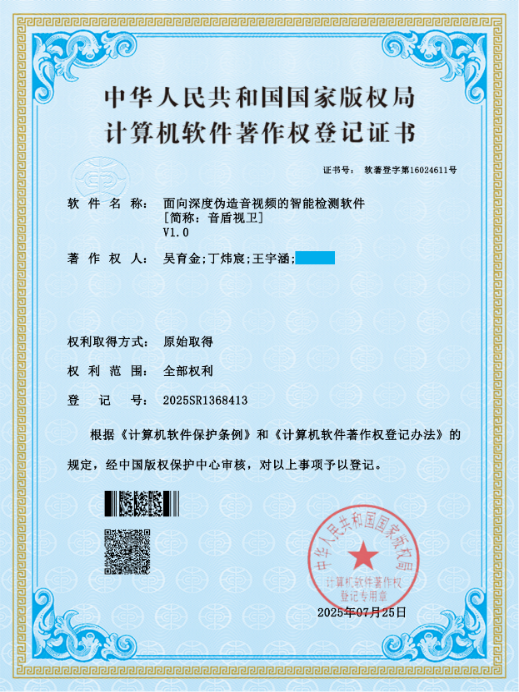 中华人民共和国国家版权局
计算机软件著作权登记证书
证书号： 软著登字第16024611号
软件名称： 面向深度伪造音视频的智能检测软件
[简称：音盾视卫]
V1.0
著作权人： 吴育金;丁炜宸;王宇涵;
权利取得方式： 原始取得
权利范围： 全部权利
登记号： 2025SR1368413
根据《计算机软件保护条例》和《计算机软件著作权登记办法》的
规定，经中国版权保护中心审核，对以上事项予以登记。
中华人民共和国国家版权局
计算机软件著作权
登记专用章
2025年07月25日